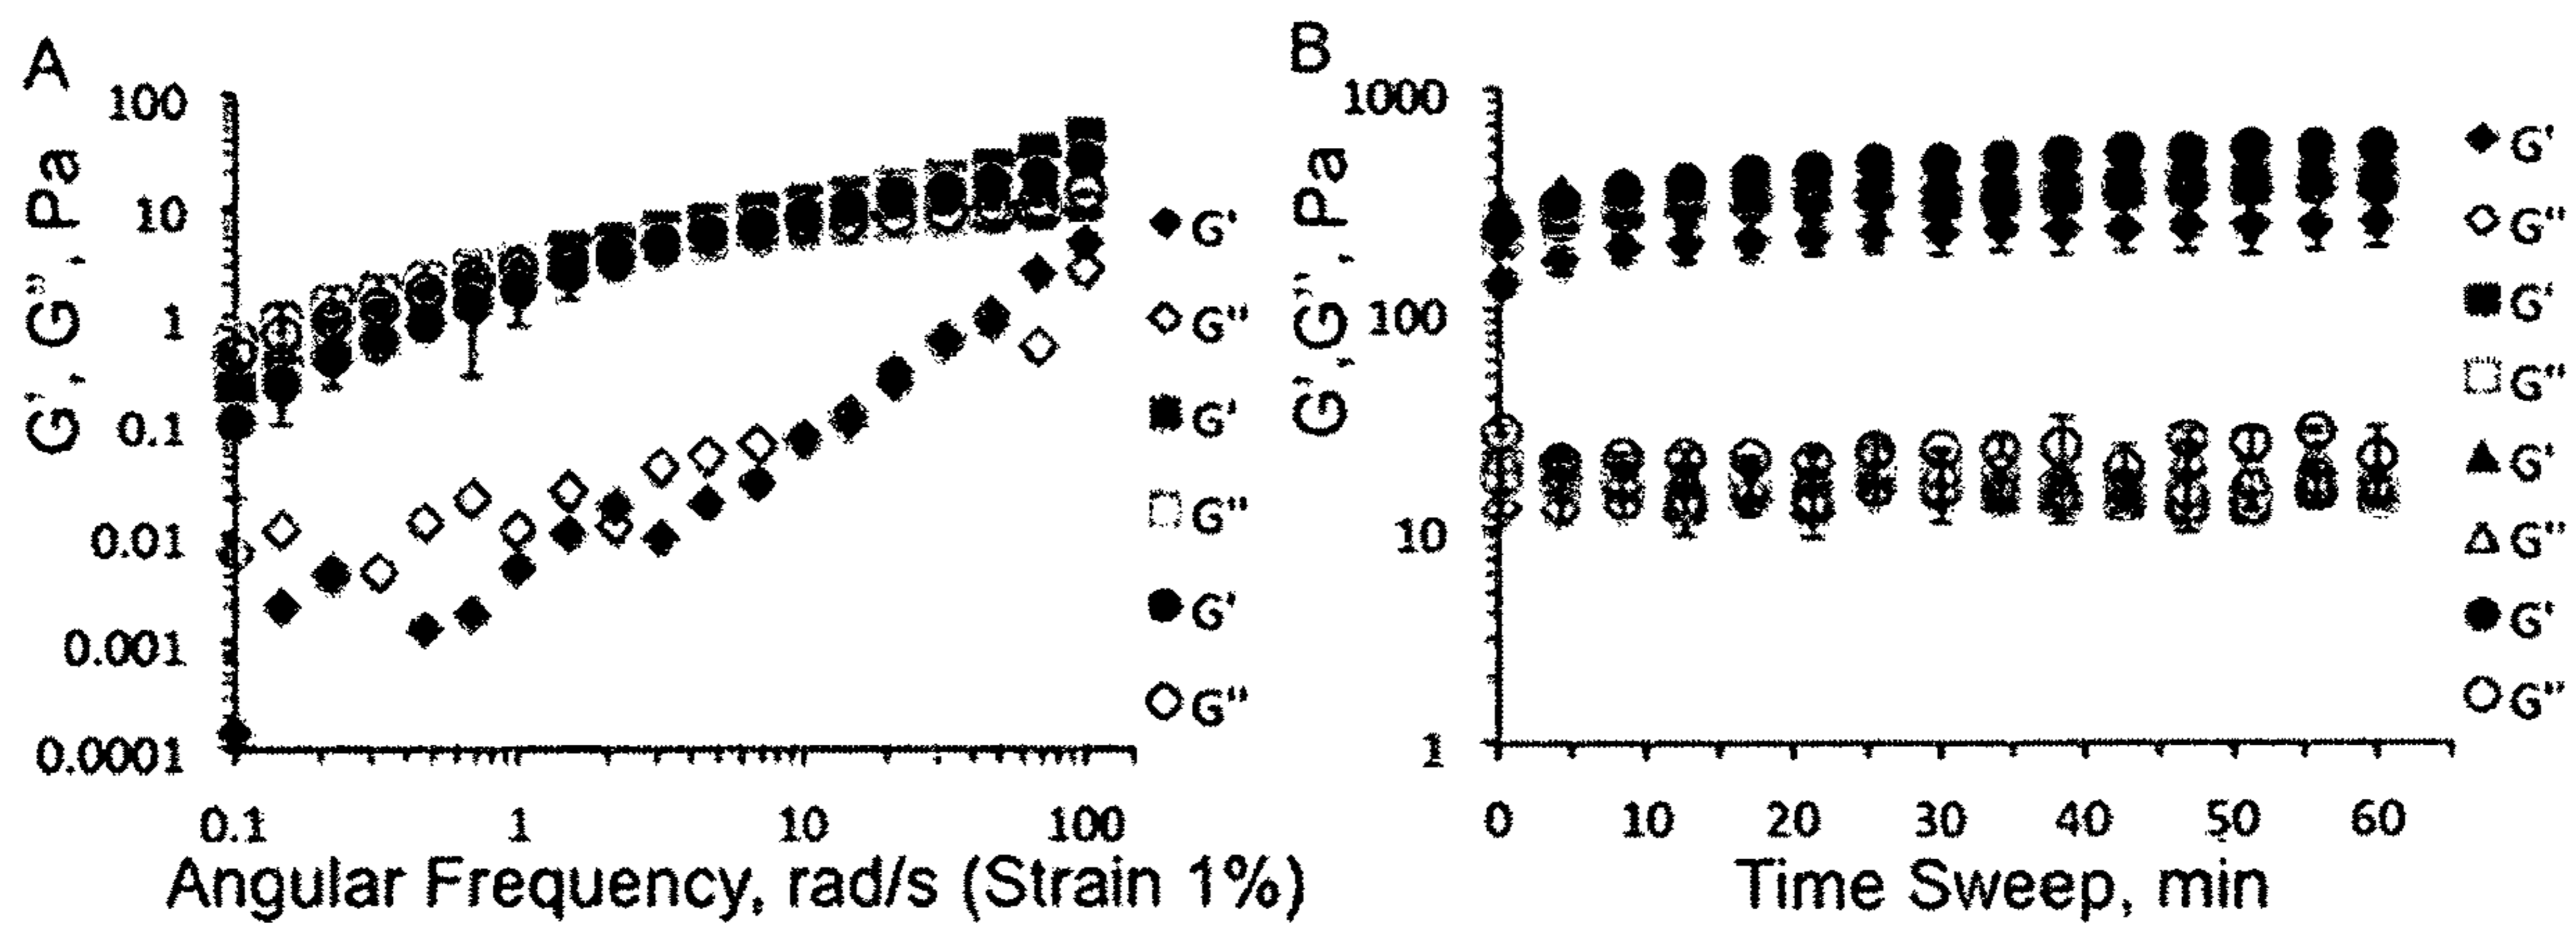 A
100
10
1
0.1
0.01
0.001
0.0001
G', G", Pa
0.1 1 10 100
Angular Frequency, rad/s (Strain 1%)
G'
G"
G'
G"
G'
G"
B
1000
100
10
1
G', G", Pa
0 10 20 30 40 50 60
Time Sweep, min
G'
G"
G'
G"
G'
G"
G'
G"